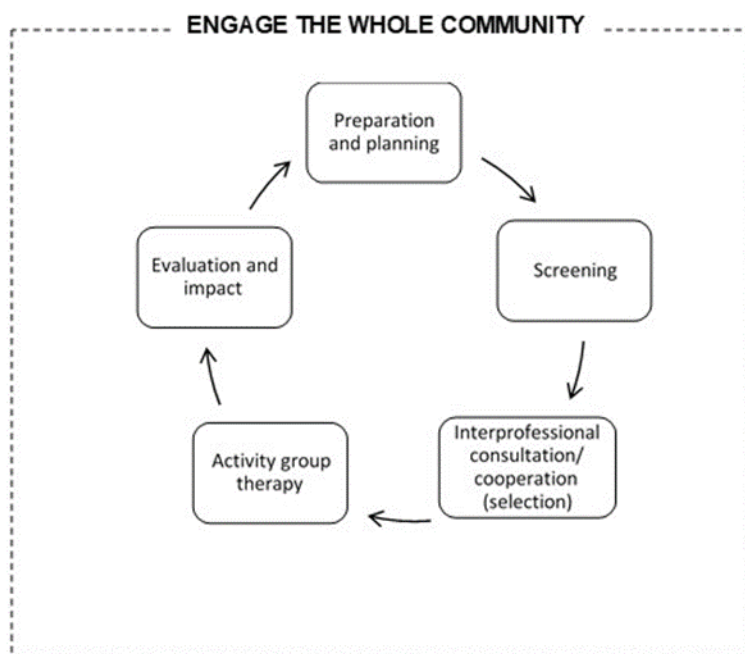 ENGAGE THE WHOLE COMMUNITY
Preparation
and planning
Screening
Interprofessional
consultation/
cooperation
(selection)
Activity group
therapy
Evaluation and
impact